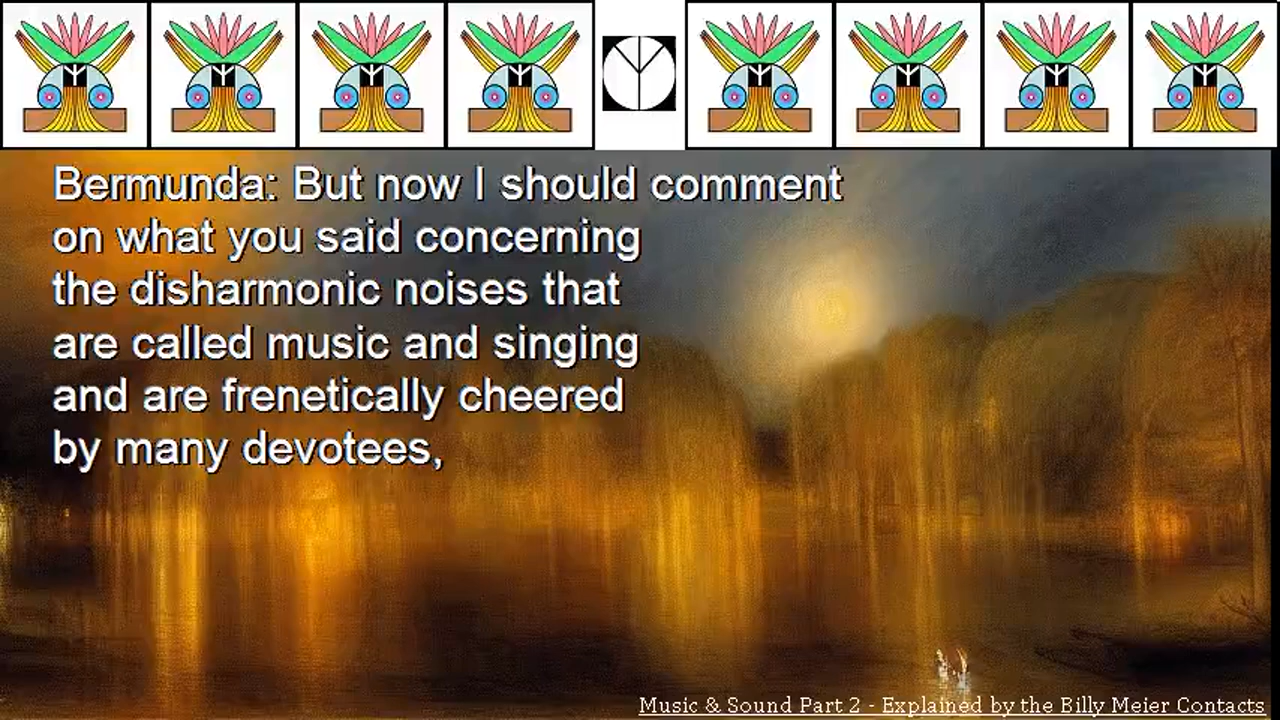 Bermunda: But now I should comment
on what you said concerning
the disharmonic noises that
are called music and singing
and are frenetically cheered
by many devotees,
Music & Sound Part 2 - Explained by the Billy Meier Contacts